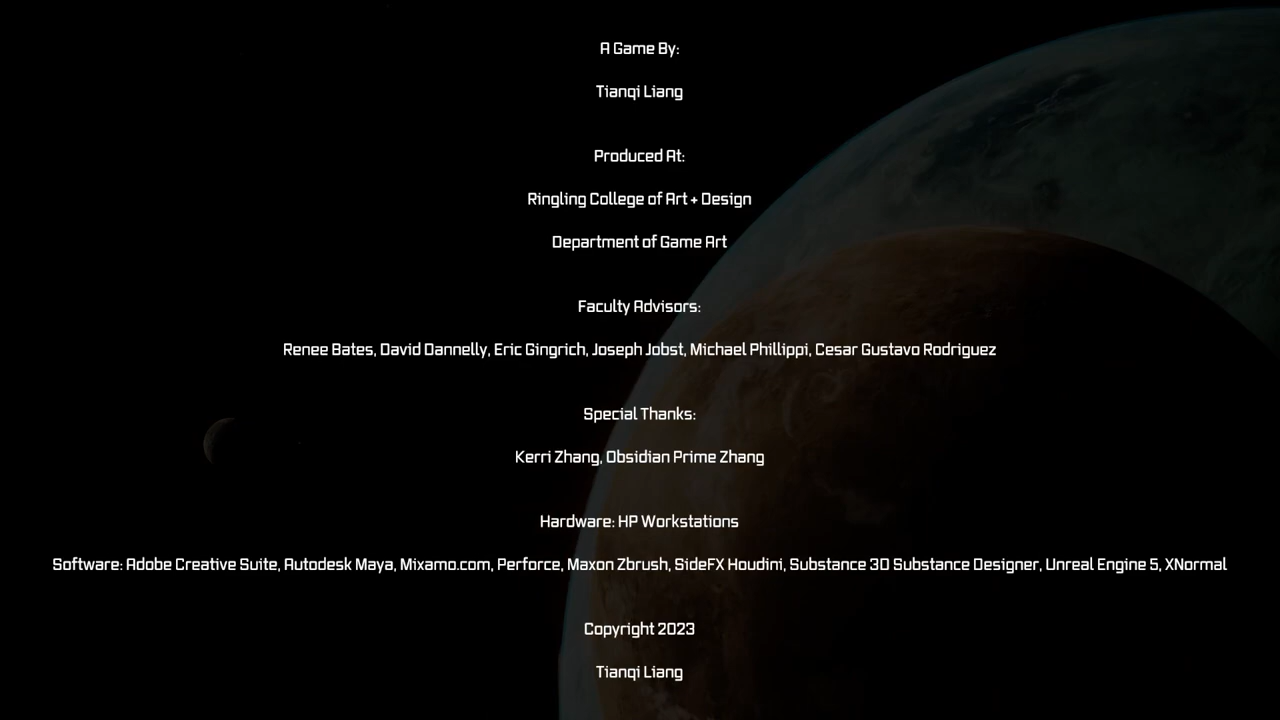 A Game By:
Tianqi Liang
Produced At:
Ringling College of Art + Design
Department of Game Art
Faculty Advisors:
Renee Bates, David Dannelly, Eric Gingrich, Joseph Jobst, Michael Phillippi, Cesar Gustavo Rodriguez
Special Thanks:
Kerri Zhang, Obsidian Prime Zhang
Hardware: HP Workstations
Software: Adobe Creative Suite, Autodesk Maya, Mixamo.com, Perforce, Maxon Zbrush, SideFX Houdini, Substance 3D Substance Designer, Unreal Engine 5, XNormal
Copyright 2023
Tianqi Liang